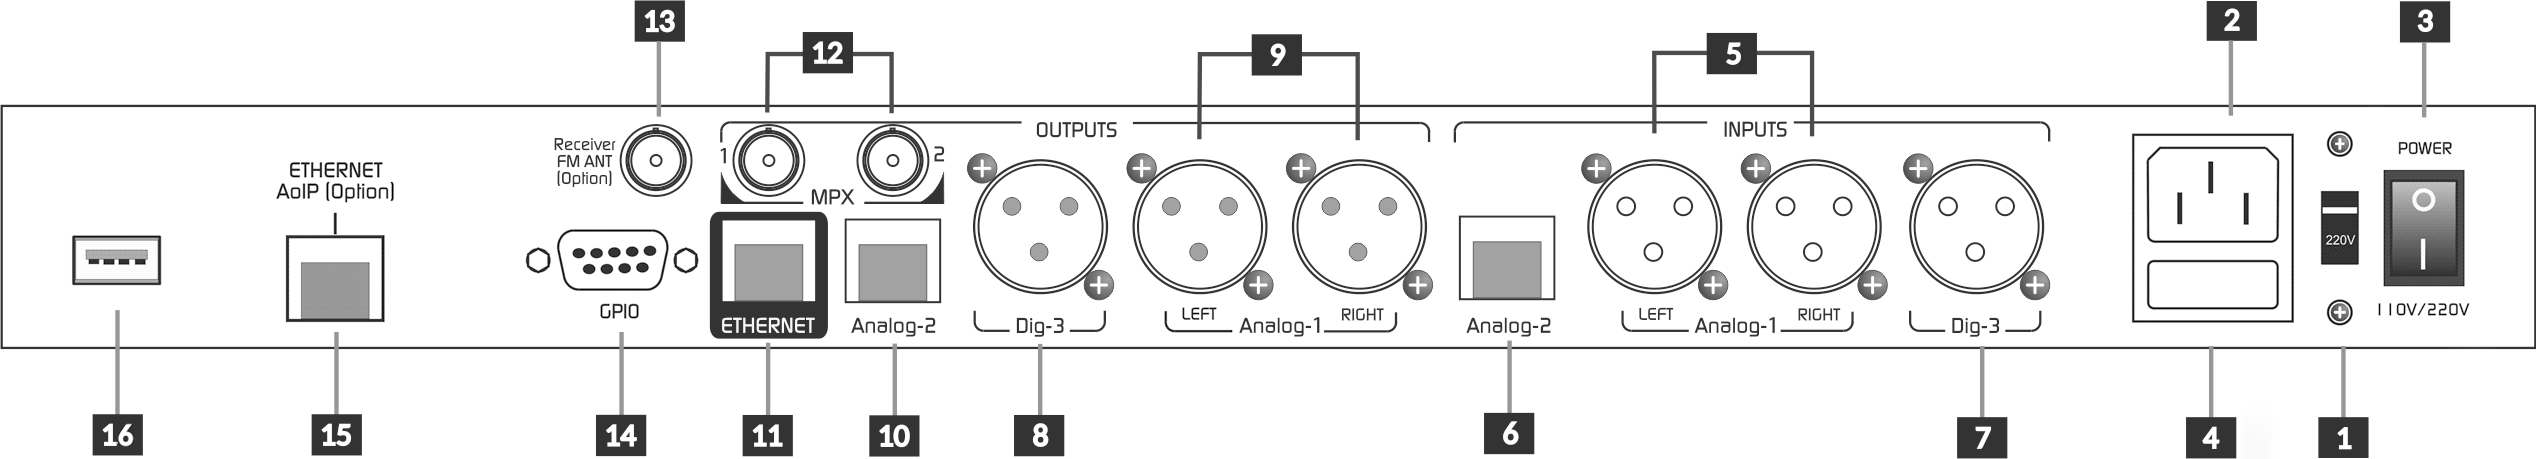 13
12
9
5
2
3
OUTPUTS
INPUTS
Receiver
FM ANT
(Option)
1
2
MPX
ETHERNET
AoIP (Option)
POWER
220V
110V/220V
GPIO
ETHERNET
Analog-2
Dig-3
LEFT
Analog-1
RIGHT
Analog-2
LEFT
Analog-1
RIGHT
Dig-3
16
15
14
11
10
8
6
7
4
1